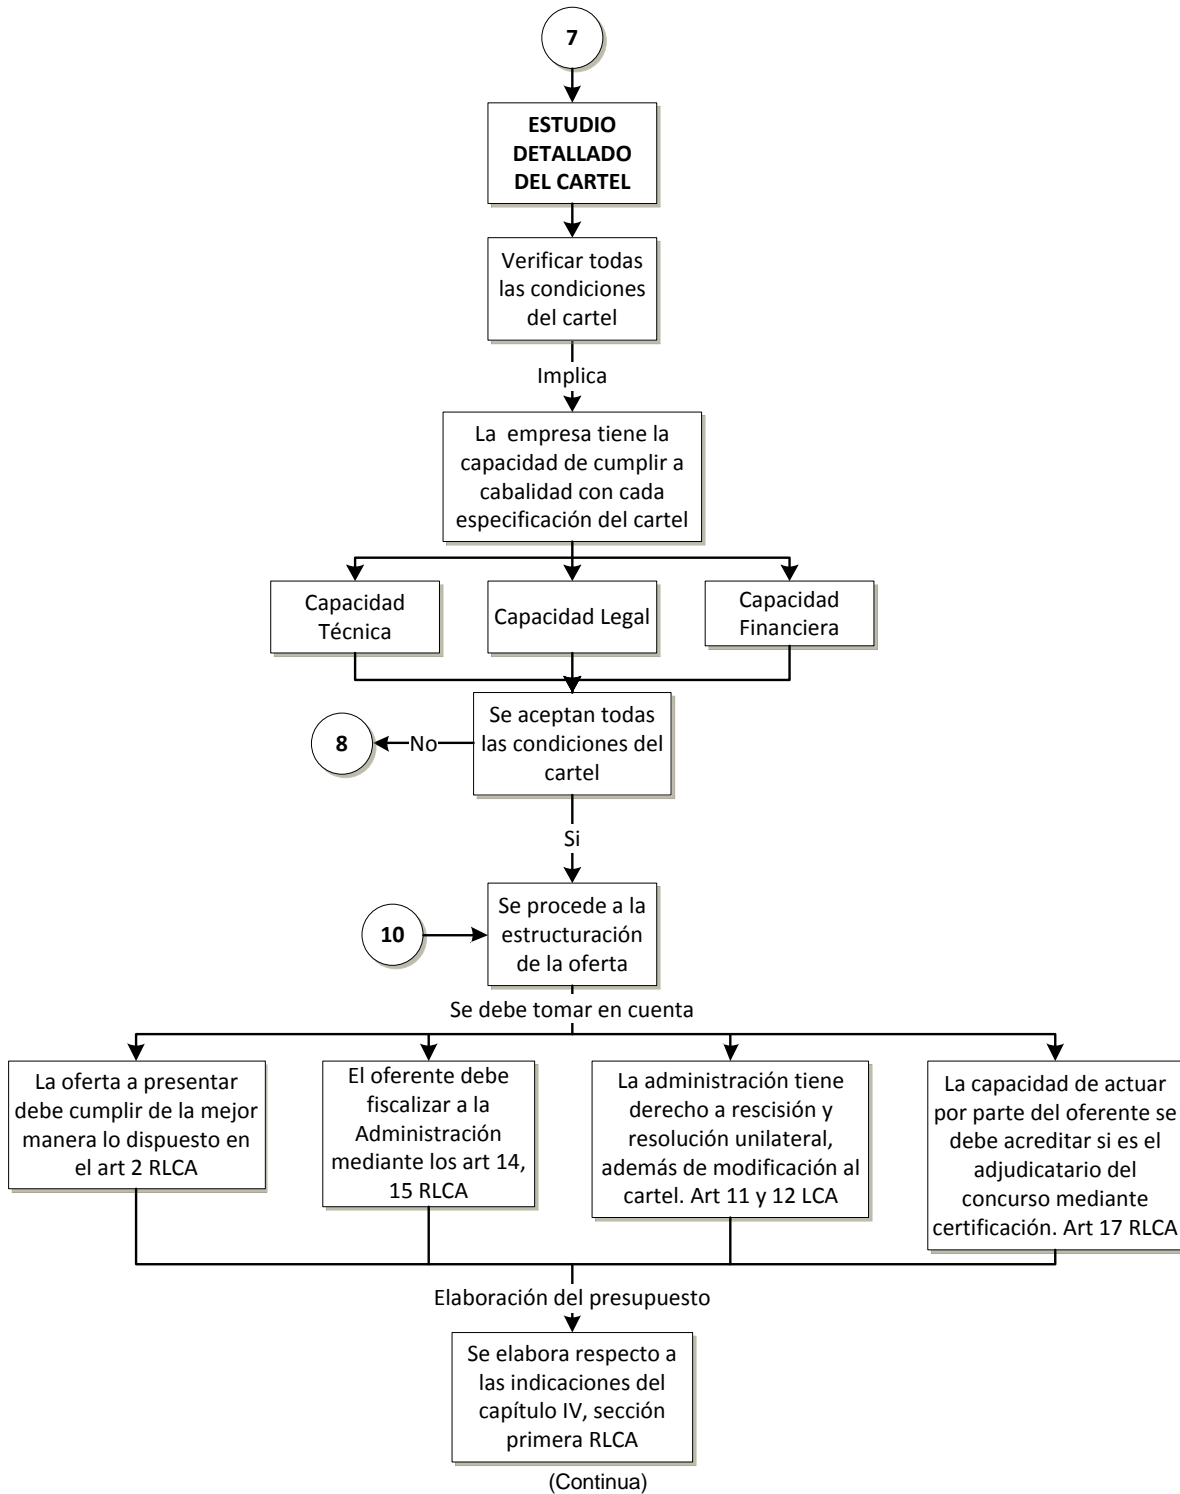 7
ESTUDIO
DETALLADO
DEL CARTEL
Verificar todas
las condiciones
del cartel
Implica
La empresa tiene la
capacidad de cumplir a
cabalidad con cada
especificación del cartel
Capacidad
Técnica
Capacidad Legal
Capacidad
Financiera
Se aceptan todas
las condiciones del
cartel
No
8
Si
10
Se procede a la
estructuración
de la oferta
Se debe tomar en cuenta
La oferta a presentar
debe cumplir de la mejor
manera lo dispuesto en
el art 2 RLCA
El oferente debe
fiscalizar a la
Administración
mediante los art 14,
15 RLCA
La administración tiene
derecho a rescisión y
resolución unilateral,
además de modificación al
cartel. Art 11 y 12 LCA
La capacidad de actuar
por parte del oferente se
debe acreditar si es el
adjudicatario del
concurso mediante
certificación. Art 17 RLCA
Elaboración del presupuesto
Se elabora respecto a
las indicaciones del
capítulo IV, sección
primera RLCA
(Continua)